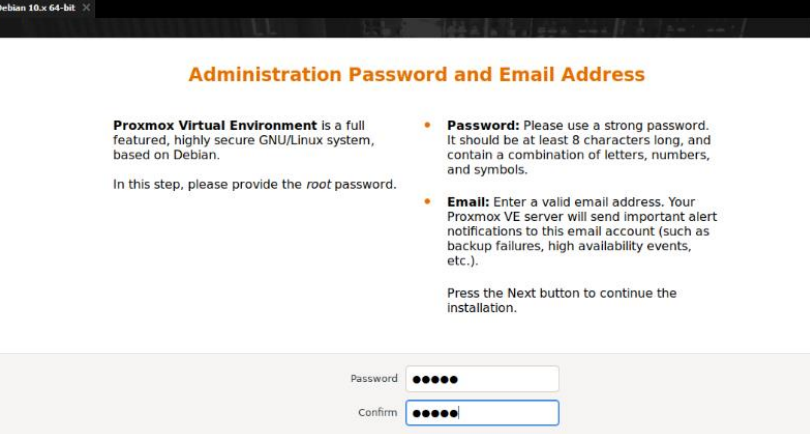 Debian 10.x 64-bit
Administration Password and Email Address
Proxmox Virtual Environment is a full
featured, highly secure GNU/Linux system,
based on Debian.
In this step, please provide the root password.
Password: Please use a strong password.
It should be at least 8 characters long, and
contain a combination of letters, numbers,
and symbols.
Email: Enter a valid email address. Your
Proxmox VE server will send important alert
notifications to this email account (such as
backup failures, high availability events,
etc.).
Press the Next button to continue the
installation.
Password ●●●●●
Confirm ●●●●●